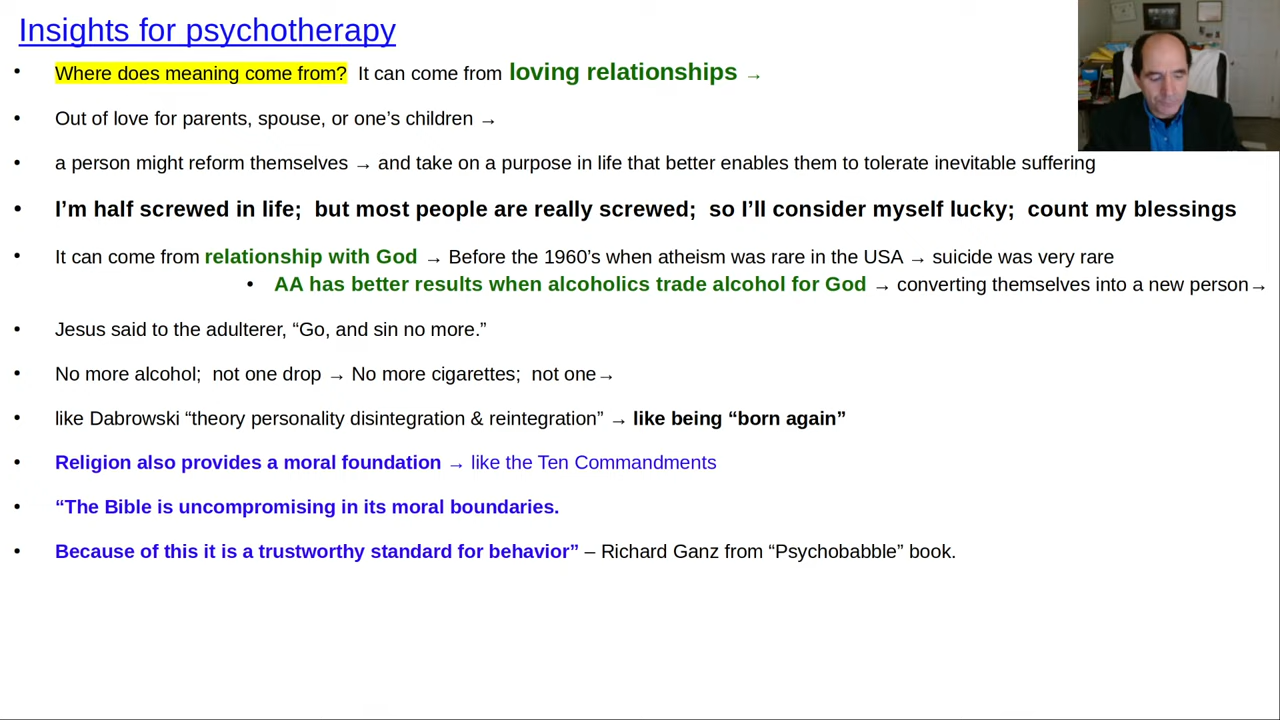 Insights for psychotherapy
• Where does meaning come from?  It can come from loving relationships →
• Out of love for parents, spouse, or one’s children →
• a person might reform themselves → and take on a purpose in life that better enables them to tolerate inevitable suffering
• I’m half screwed in life;  but most people are really screwed;  so I’ll consider myself lucky;  count my blessings
• It can come from relationship with God → Before the 1960’s when atheism was rare in the USA → suicide was very rare
• AA has better results when alcoholics trade alcohol for God → converting themselves into a new person→
• Jesus said to the adulterer, “Go, and sin no more.”
• No more alcohol;  not one drop → No more cigarettes;  not one→
• like Dabrowski “theory personality disintegration & reintegration” → like being “born again”
• Religion also provides a moral foundation → like the Ten Commandments
• “The Bible is uncompromising in its moral boundaries.
• Because of this it is a trustworthy standard for behavior” – Richard Ganz from “Psychobabble” book.